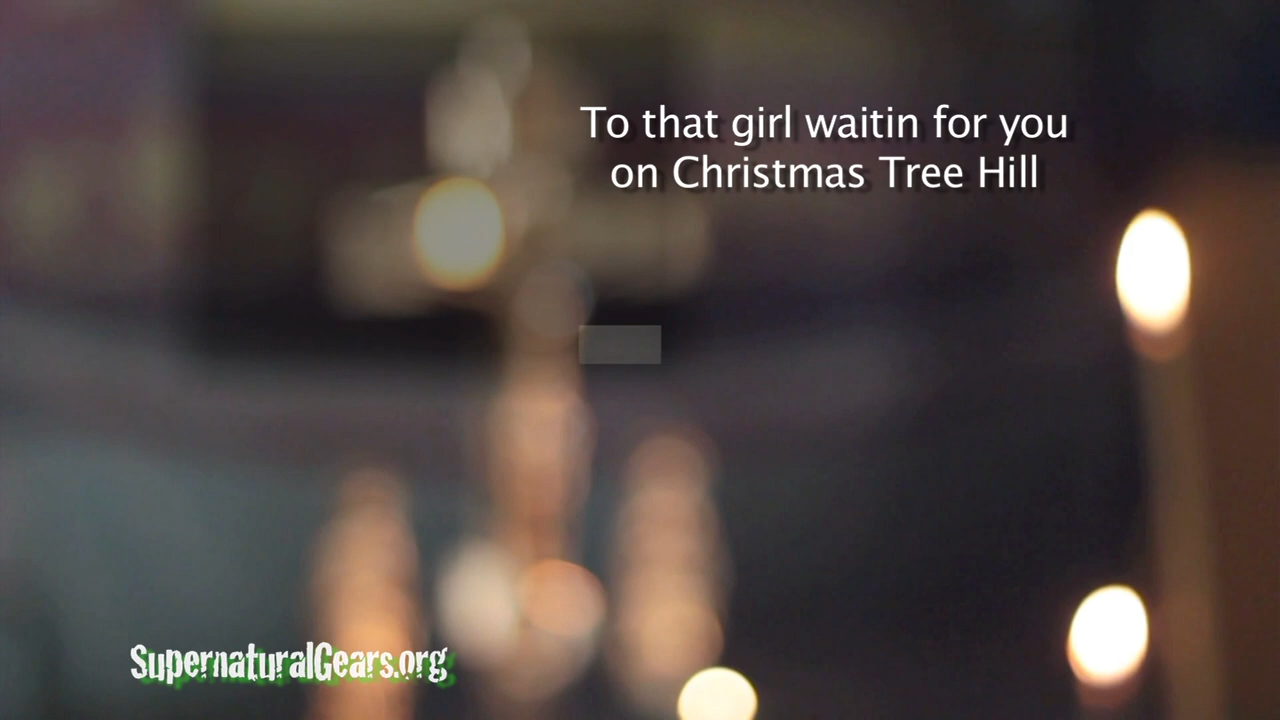 To that girl waitin for you
on Christmas Tree Hill
SupernaturalGears.org